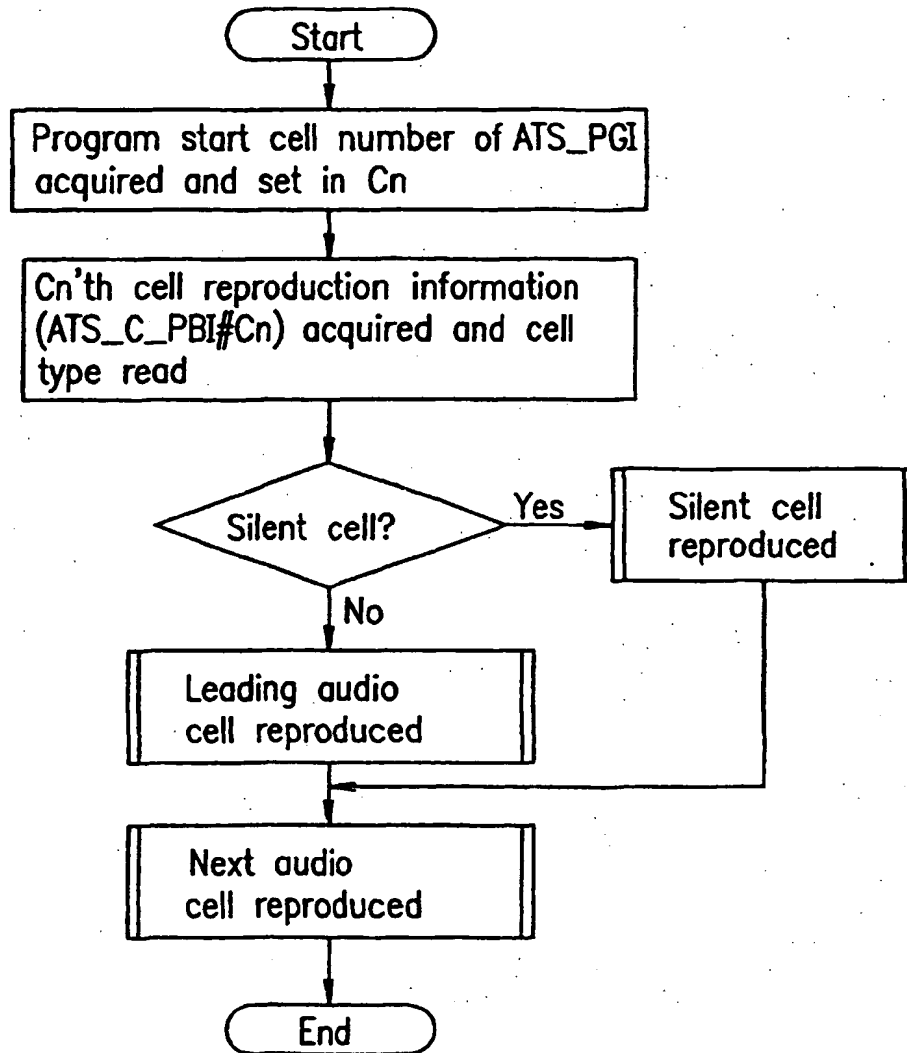 Start
Program start cell number of ATS_PGI
acquired and set in Cn
Cn'th cell reproduction information
(ATS_C_PBI#Cn) acquired and cell
type read
Silent cell?
Yes
Silent cell
reproduced
No
Leading audio
cell reproduced
Next audio
cell reproduced
End